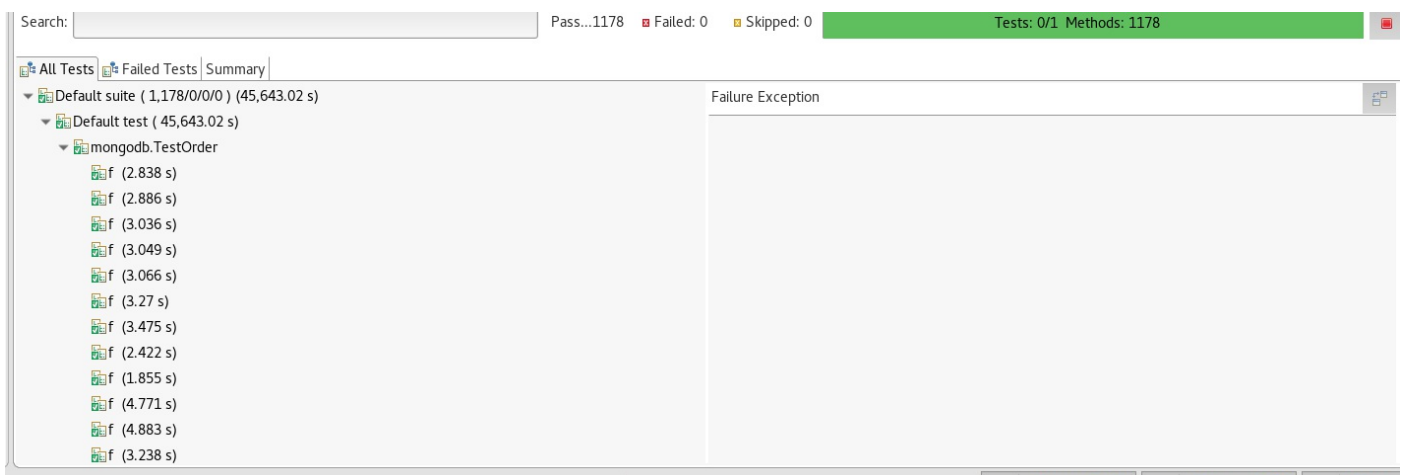 Search: Pass...1178 Failed: 0 Skipped: 0 Tests: 0/1 Methods: 1178
All Tests Failed Tests Summary
Default suite ( 1,178/0/0/0 ) (45,643.02 s) Failure Exception
Default test ( 45,643.02 s)
mongodb.TestOrder
f (2.838 s)
f (2.886 s)
f (3.036 s)
f (3.049 s)
f (3.066 s)
f (3.27 s)
f (3.475 s)
f (2.422 s)
f (1.855 s)
f (4.771 s)
f (4.883 s)
f (3.238 s)